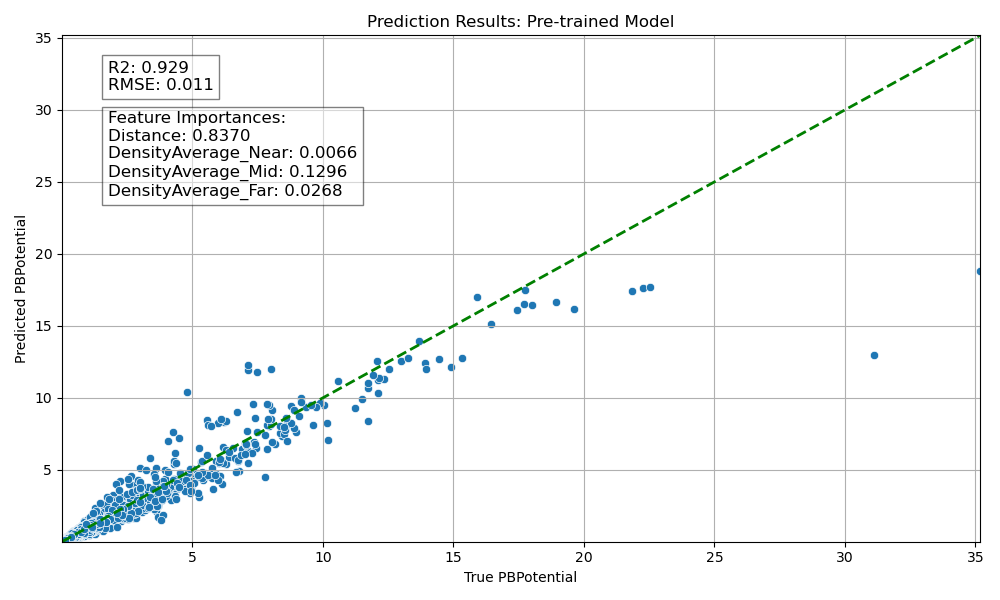 Prediction Results: Pre-trained Model
R2: 0.929
RMSE: 0.011
Feature Importances:
Distance: 0.8370
DensityAverage_Near: 0.0066
DensityAverage_Mid: 0.1296
DensityAverage_Far: 0.0268
Predicted PBPotential
35
30
25
20
15
10
5
5 10 15 20 25 30 35
True PBPotential